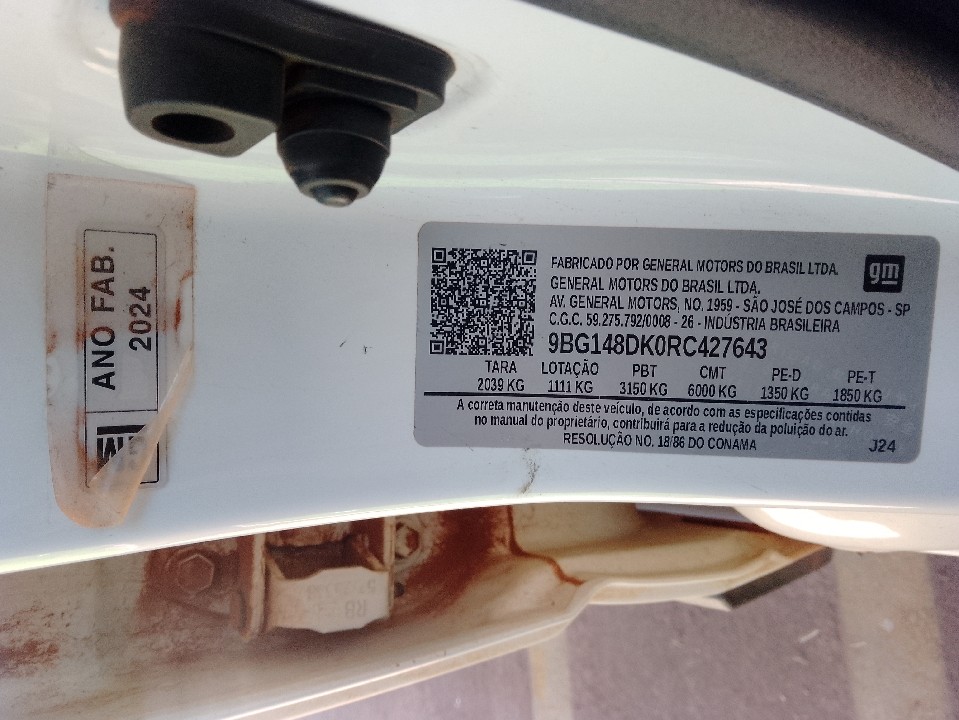 ANO FAB.
2024
FABRICADO POR GENERAL MOTORS DO BRASIL LTDA.
gm
GENERAL MOTORS DO BRASIL LTDA.
AV. GENERAL MOTORS, NO, 1959 - SÃO JOSÉ DOS CAMPOS - SP
C.G.C. 59.275.792/0008 - 26 - INDÚSTRIA BRASILEIRA
9BG148DK0RC427643
TARA LOTAÇÃO PBT CMT PE-D PE-T
2039 KG 1111 KG 3150 KG 6000 KG 1350 KG 1850 KG
A correta manutenção deste veículo, de acordo com as especificações contidas
no manual do proprietário, contribuirá para a redução da poluição do ar.
RESOLUÇÃO NO. 18/86 DO CONAMA
J24